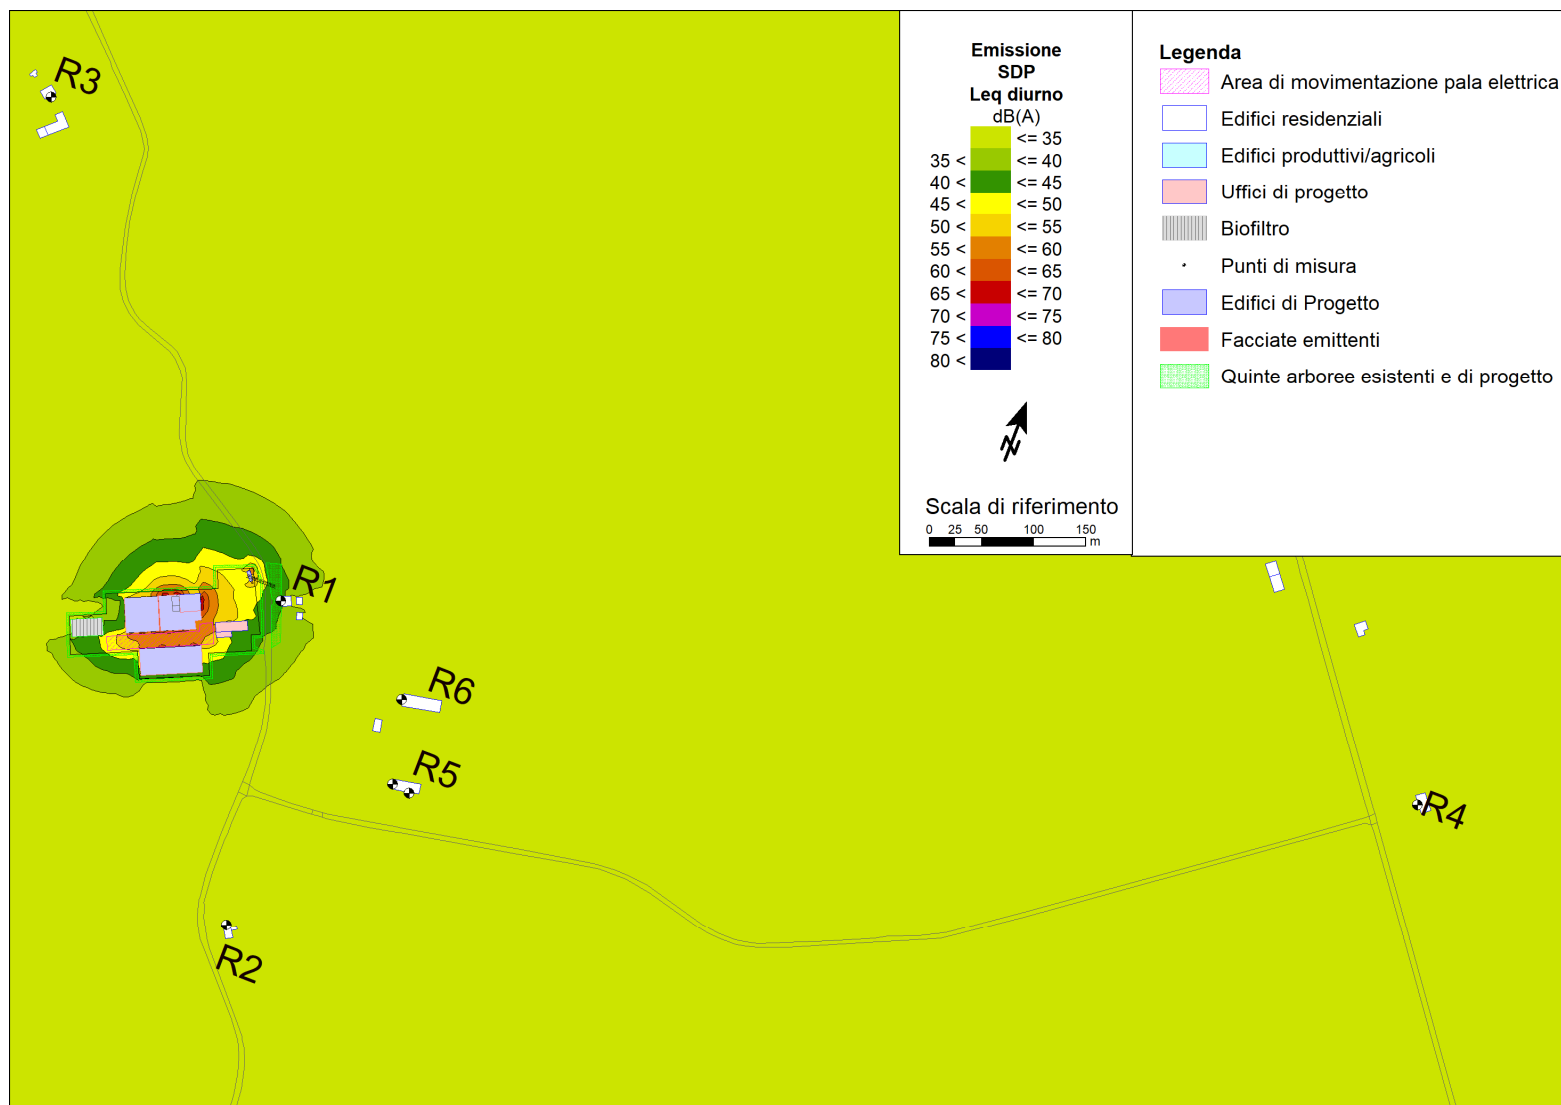 R3
R1
R6
R5
R4
R2
Emissione
SDP
Leq diurno
dB(A)
<= 35
35 < <= 40
40 < <= 45
45 < <= 50
50 < <= 55
55 < <= 60
60 < <= 65
65 < <= 70
70 < <= 75
75 < <= 80
80 <
N
Scala di riferimento
0 25 50 100 150
m
Legenda
Area di movimentazione pala elettrica
Edifici residenziali
Edifici produttivi/agricoli
Uffici di progetto
Biofiltro
Punti di misura
Edifici di Progetto
Facciate emittenti
Quinte arboree esistenti e di progetto